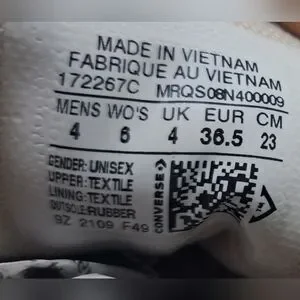 MADE IN VIETNAM
FABRIQUE AU VIETNAM
172267C MRQS08N400009
MENS WO'S UK EUR CM
4 6 4 36.5 23
GENDER: UNISEX
UPPER: TEXTILE
LINING: TEXTILE
OUTSOLE: RUBBER
9Z 2109 F49
CONVERSE